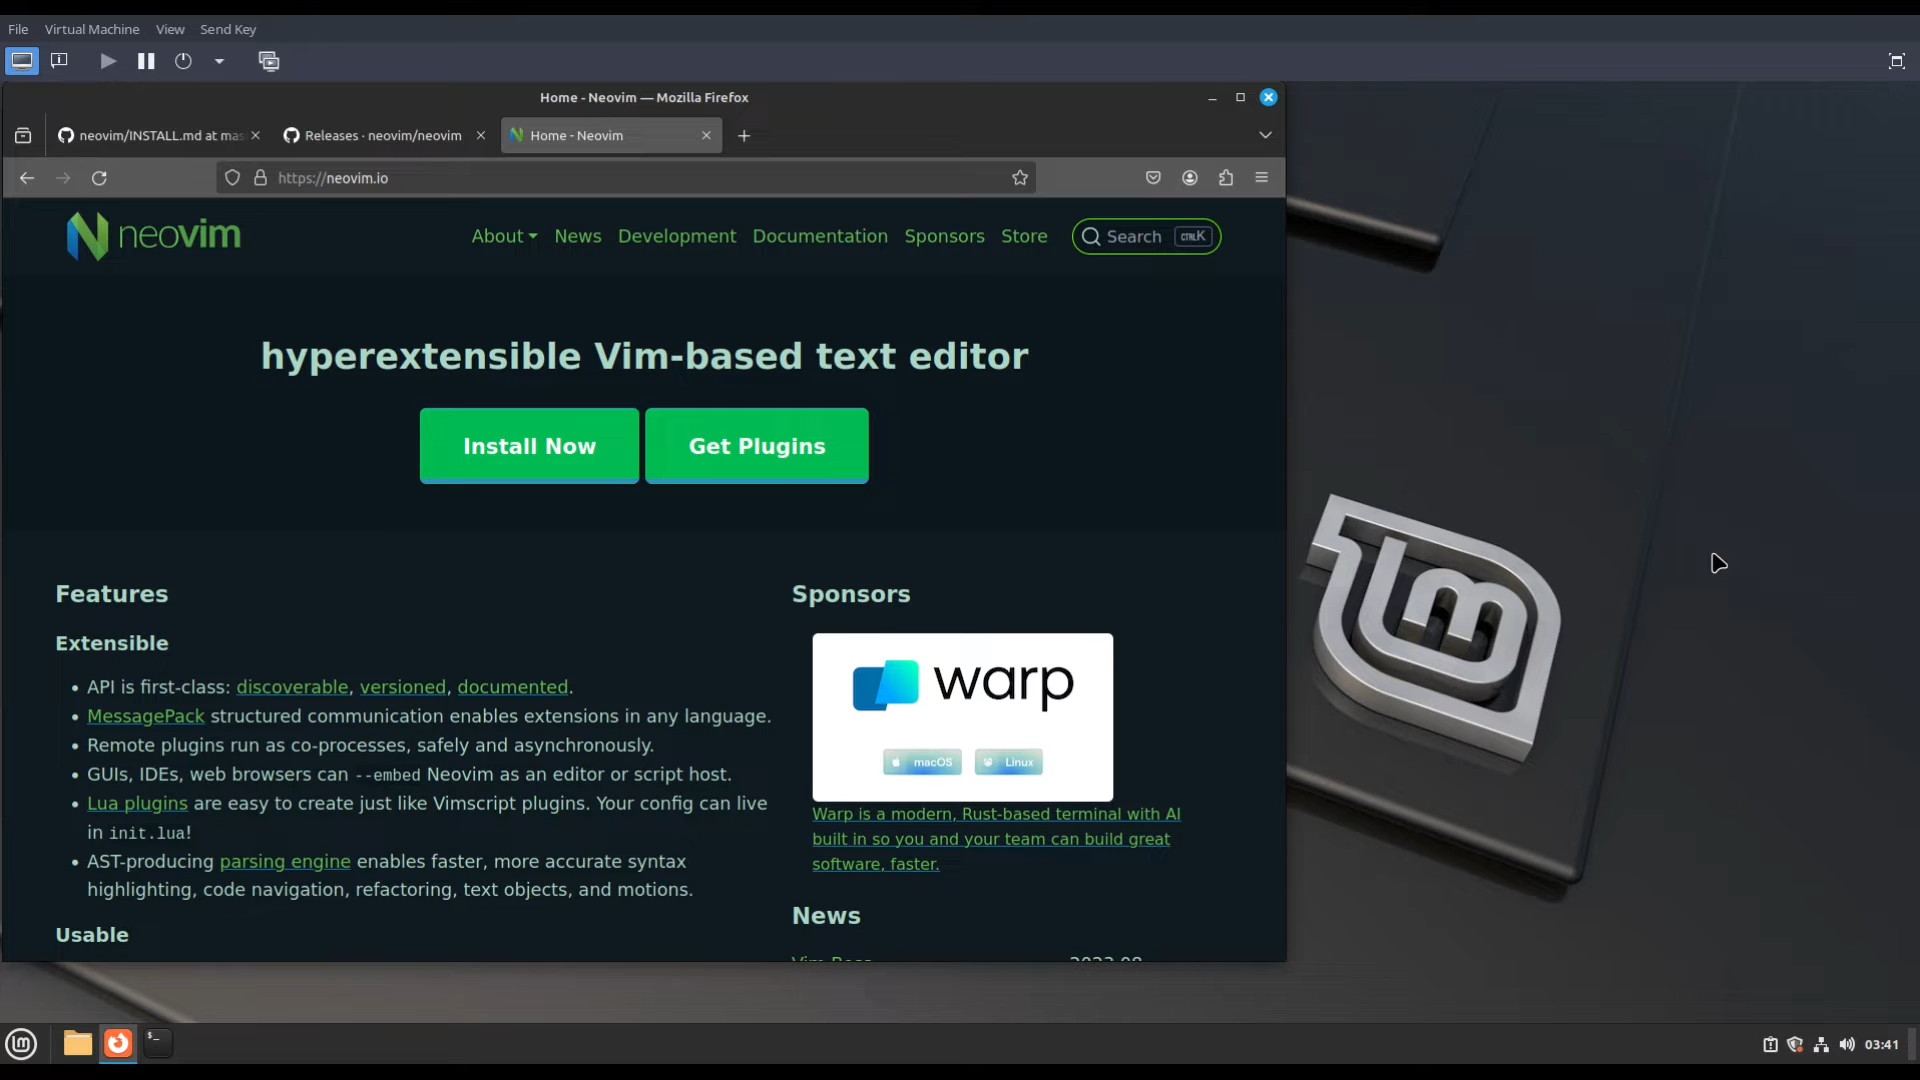 File Virtual Machine View Send Key
Home - Neovim — Mozilla Firefox
neovim/INSTALL.md at mas
Releases · neovim/neovim
Home - Neovim
https://neovim.io
neovim
About News Development Documentation Sponsors Store
Search CTRL K
hyperextensible Vim-based text editor
Install Now
Get Plugins
Features
Extensible
• API is first-class: discoverable, versioned, documented.
• MessagePack structured communication enables extensions in any language.
• Remote plugins run as co-processes, safely and asynchronously.
• GUIs, IDEs, web browsers can --embed Neovim as an editor or script host.
• Lua plugins are easy to create just like Vimscript plugins. Your config can live
in init.lua!
• AST-producing parsing engine enables faster, more accurate syntax
highlighting, code navigation, refactoring, text objects, and motions.
Usable
Sponsors
warp
macOS
Linux
Warp is a modern, Rust-based terminal with AI
built in so you and your team can build great
software, faster.
News
03:41